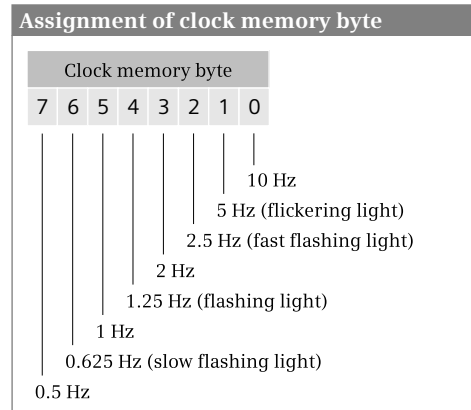 Assignment of clock memory byte
Clock memory byte
7 6 5 4 3 2 1 0
10 Hz
5 Hz (flickering light)
2.5 Hz (fast flashing light)
2 Hz
1.25 Hz (flashing light)
1 Hz
0.625 Hz (slow flashing light)
0.5 Hz